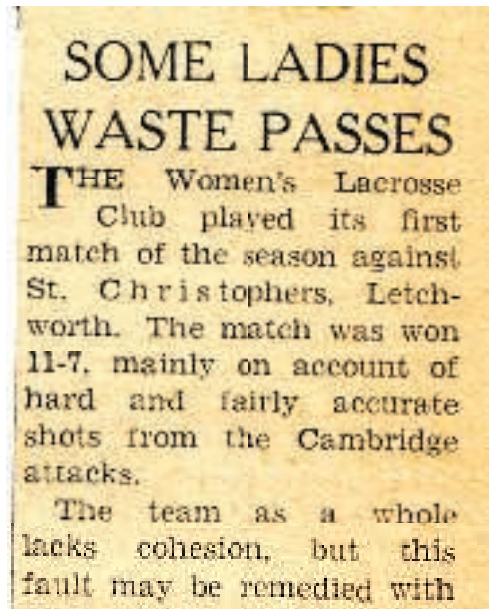 SOME LADIES
WASTE PASSES
THE Women's Lacrosse
Club played its first
match of the season against
St. Christophers, Letch-
worth. The match was won
11-7, mainly on account of
hard and fairly accurate
shots from the Cambridge
attacks.
The team as a whole
lacks cohesion, but this
fault may be remedied with